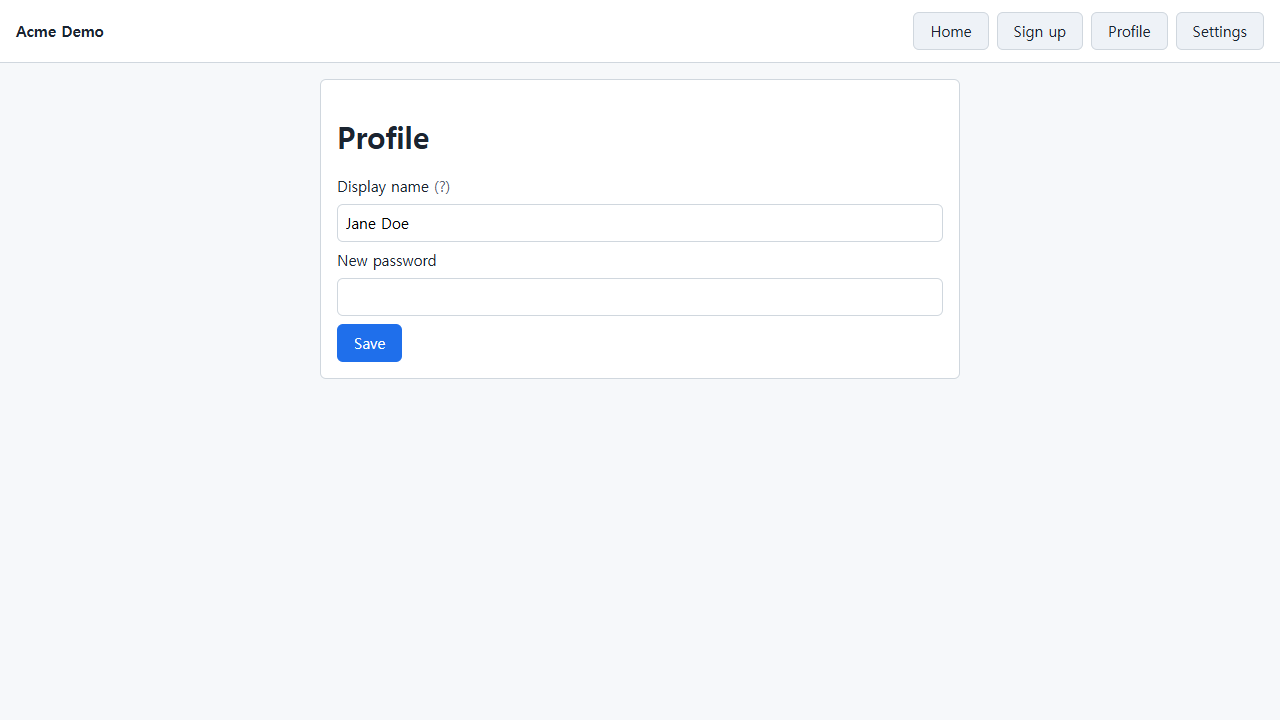 Acme Demo
Home
Sign up
Profile
Settings
Profile
Display name (?)
Jane Doe
New password
Save